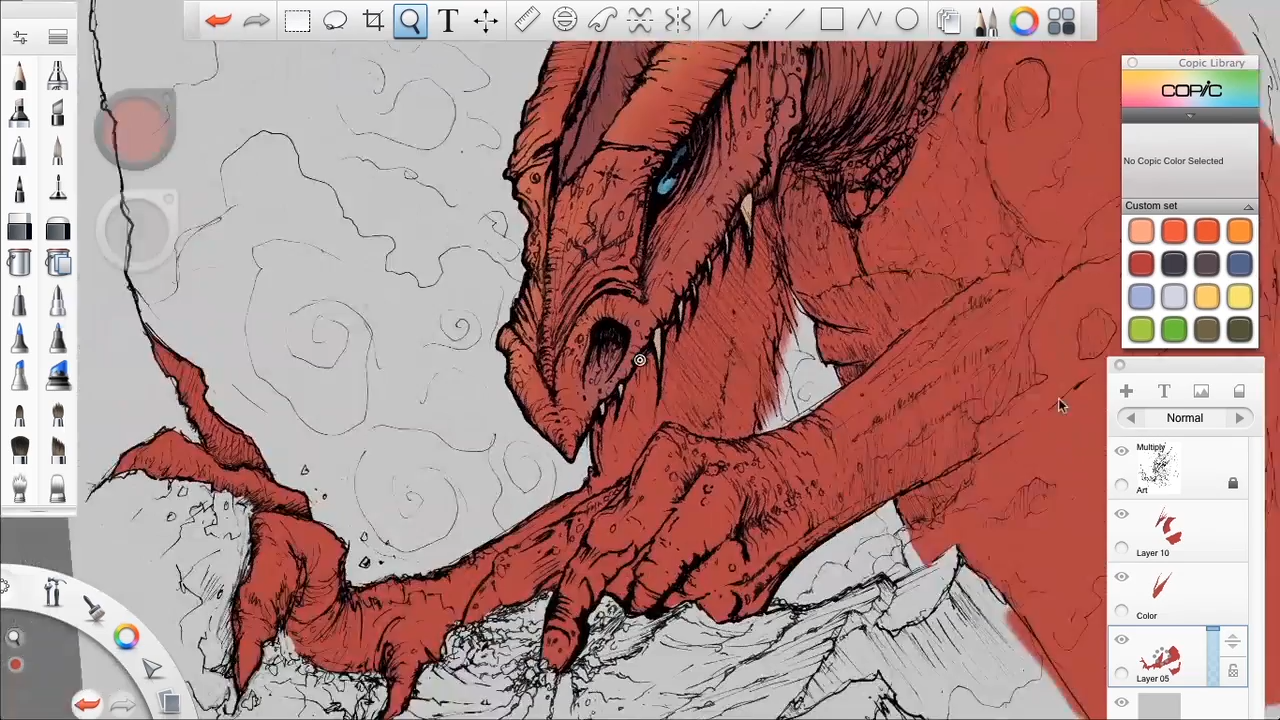 T
Copic Library
COPIC
No Copic Color Selected
Custom set
T
Normal
Multiply
Art
Layer 10
Color
Layer 05